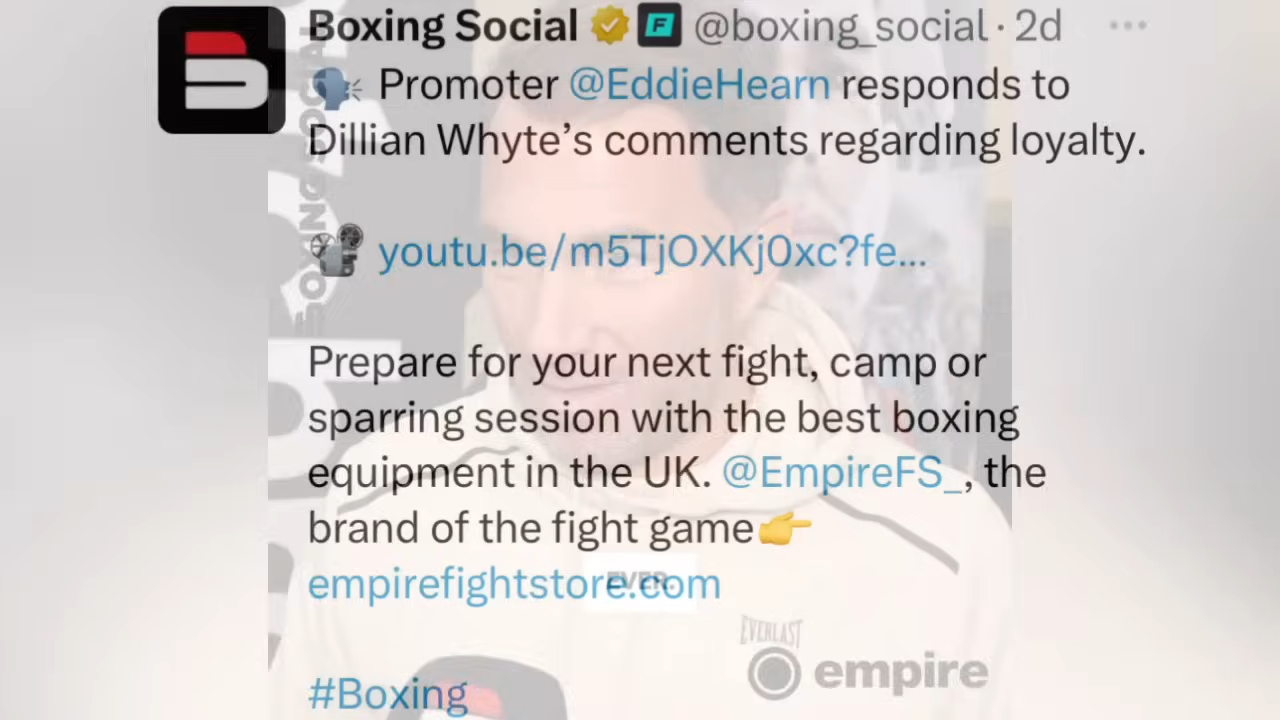 Boxing Social @boxing_social · 2d
Promoter @EddieHearn responds to
Dillian Whyte’s comments regarding loyalty.
youtu.be/m5TjOXKj0xc?fe...
Prepare for your next fight, camp or
sparring session with the best boxing
equipment in the UK. @EmpireFS_, the
brand of the fight game
empirefightstore.com
EVER.
EVERLAST
empire
#Boxing